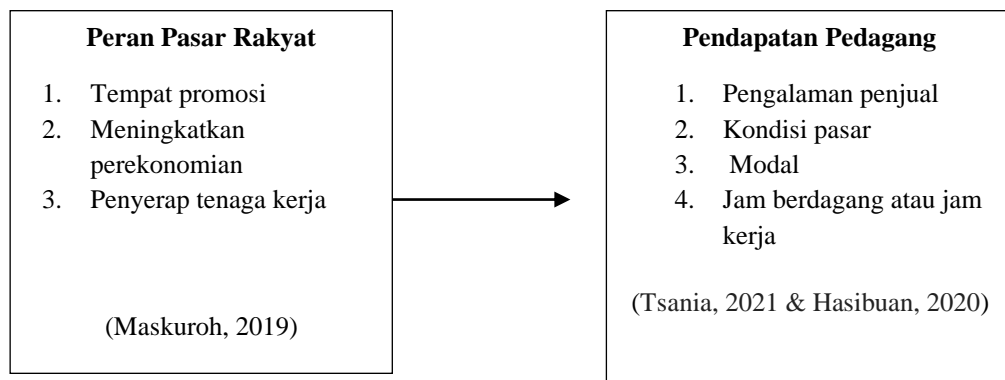 Peran Pasar Rakyat
1. Tempat promosi
2. Meningkatkan
perekonomian
3. Penyerap tenaga kerja
(Maskuroh, 2019)
Pendapatan Pedagang
1. Pengalaman penjual
2. Kondisi pasar
3. Modal
4. Jam berdagang atau jam
kerja
(Tsania, 2021 & Hasibuan, 2020)